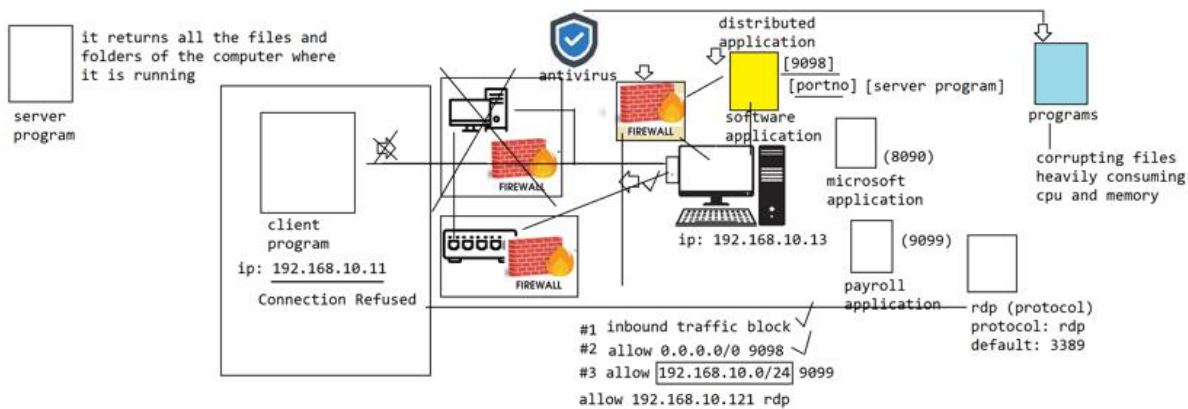 it returns all the files and
folders of the computer where
it is running
server
program
client
program
ip: 192.168.10.11
Connection Refused
antivirus
FIREWALL
FIREWALL
FIREWALL
distributed
application
[9098]
[portno] [server program]
software
application
ip: 192.168.10.13
(8090)
microsoft
application
(9099)
payroll
application
programs
corrupting files
heavily consuming
cpu and memory
rdp (protocol)
protocol: rdp
default: 3389
#1 inbound traffic block
#2 allow 0.0.0.0/0 9098
#3 allow 192.168.10.0/24 9099
allow 192.168.10.121 rdp